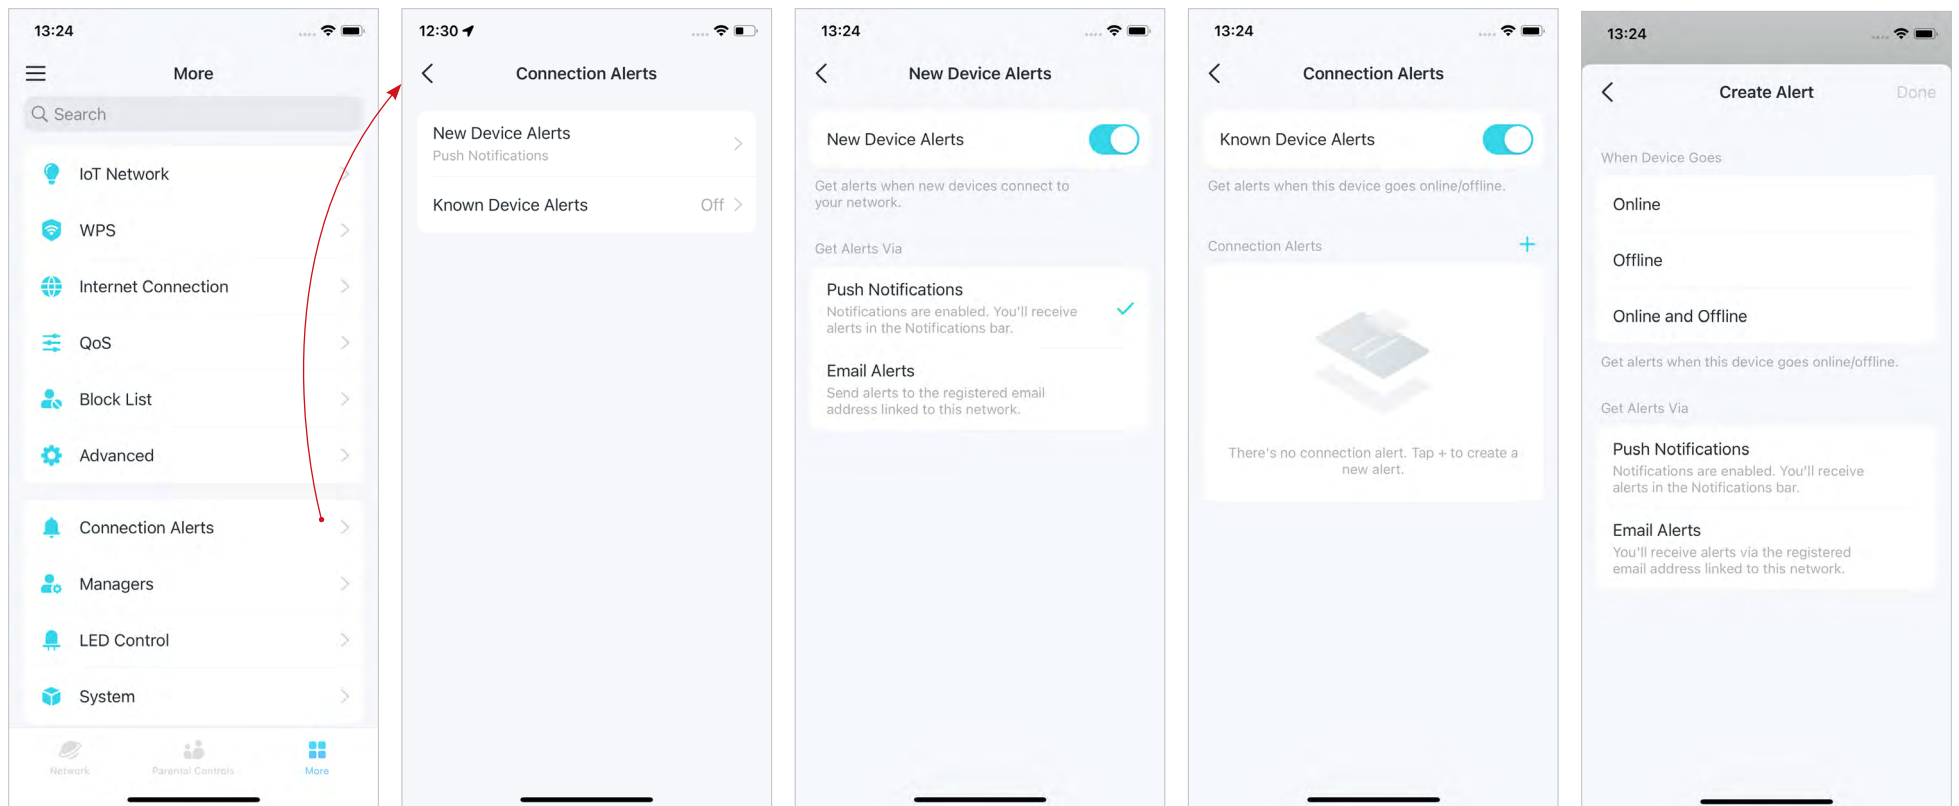 13:24
More
Search
IoT Network
WPS
Internet Connection
QoS
Block List
Advanced
Connection Alerts
Managers
LED Control
System
Network
Parental Controls
More
12:30
Connection Alerts
New Device Alerts
Push Notifications
Known Device Alerts
Off
13:24
New Device Alerts
New Device Alerts
Get alerts when new devices connect to
your network.
Get Alerts Via
Push Notifications
Notifications are enabled. You'll receive
alerts in the Notifications bar.
Email Alerts
Send alerts to the registered email
address linked to this network.
13:24
Connection Alerts
Known Device Alerts
Get alerts when this device goes online/offline.
Connection Alerts
+
There's no connection alert. Tap + to create a
new alert.
13:24
Create Alert
Done
When Device Goes
Online
Offline
Online and Offline
Get alerts when this device goes online/offline.
Get Alerts Via
Push Notifications
Notifications are enabled. You'll receive
alerts in the Notifications bar.
Email Alerts
You'll receive alerts via the registered
email address linked to this network.